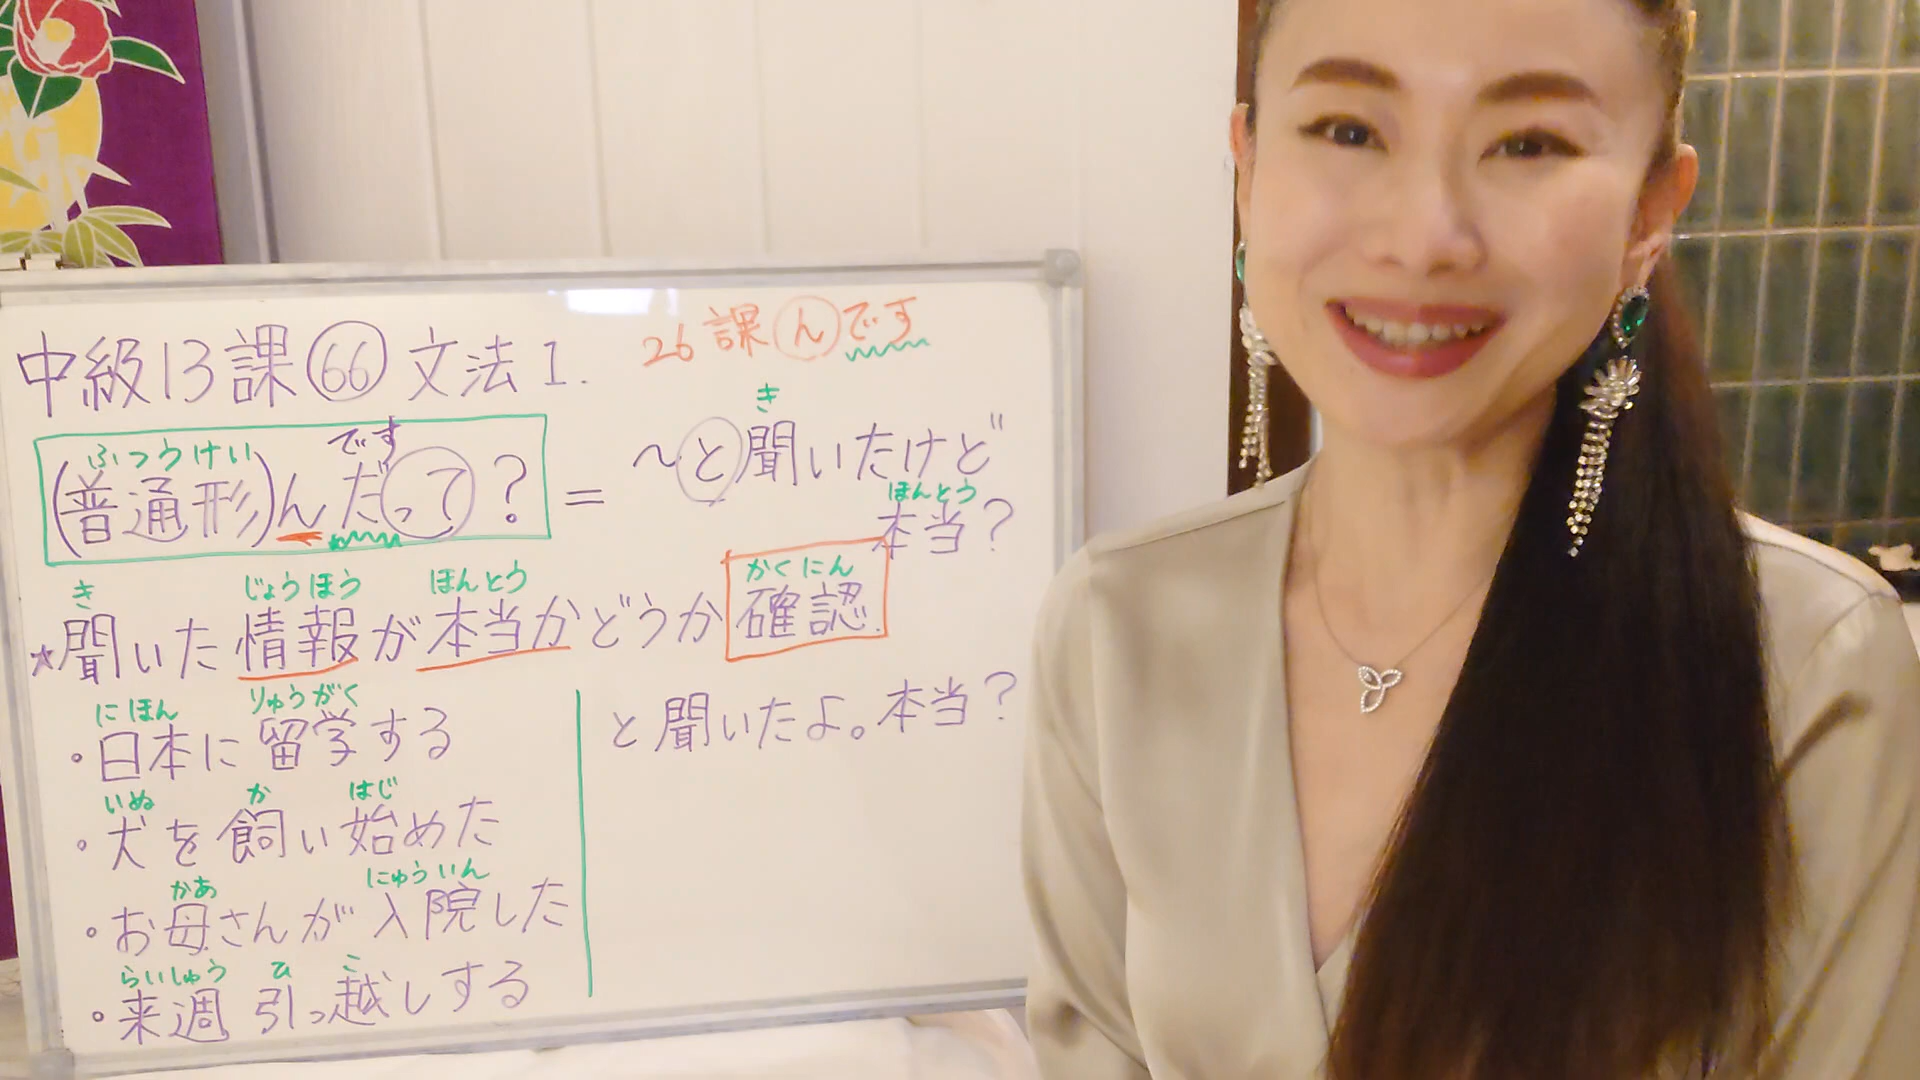 中級13課㊿文法1.
26課んです
ふつうけい です
(普通形)んだって?
=
き
〜と聞いたけど
ほんとう
本当?
き じょうほう ほんとう かくにん
★聞いた情報が本当かどうか確認
にほん りゅうがく
・日本に留学する
と聞いたよ。本当?
いぬ か はじ
・犬を飼い始めた
かあ にゅういん
・お母さんが入院した
らいしゅう ひ こ
・来週引っ越しする